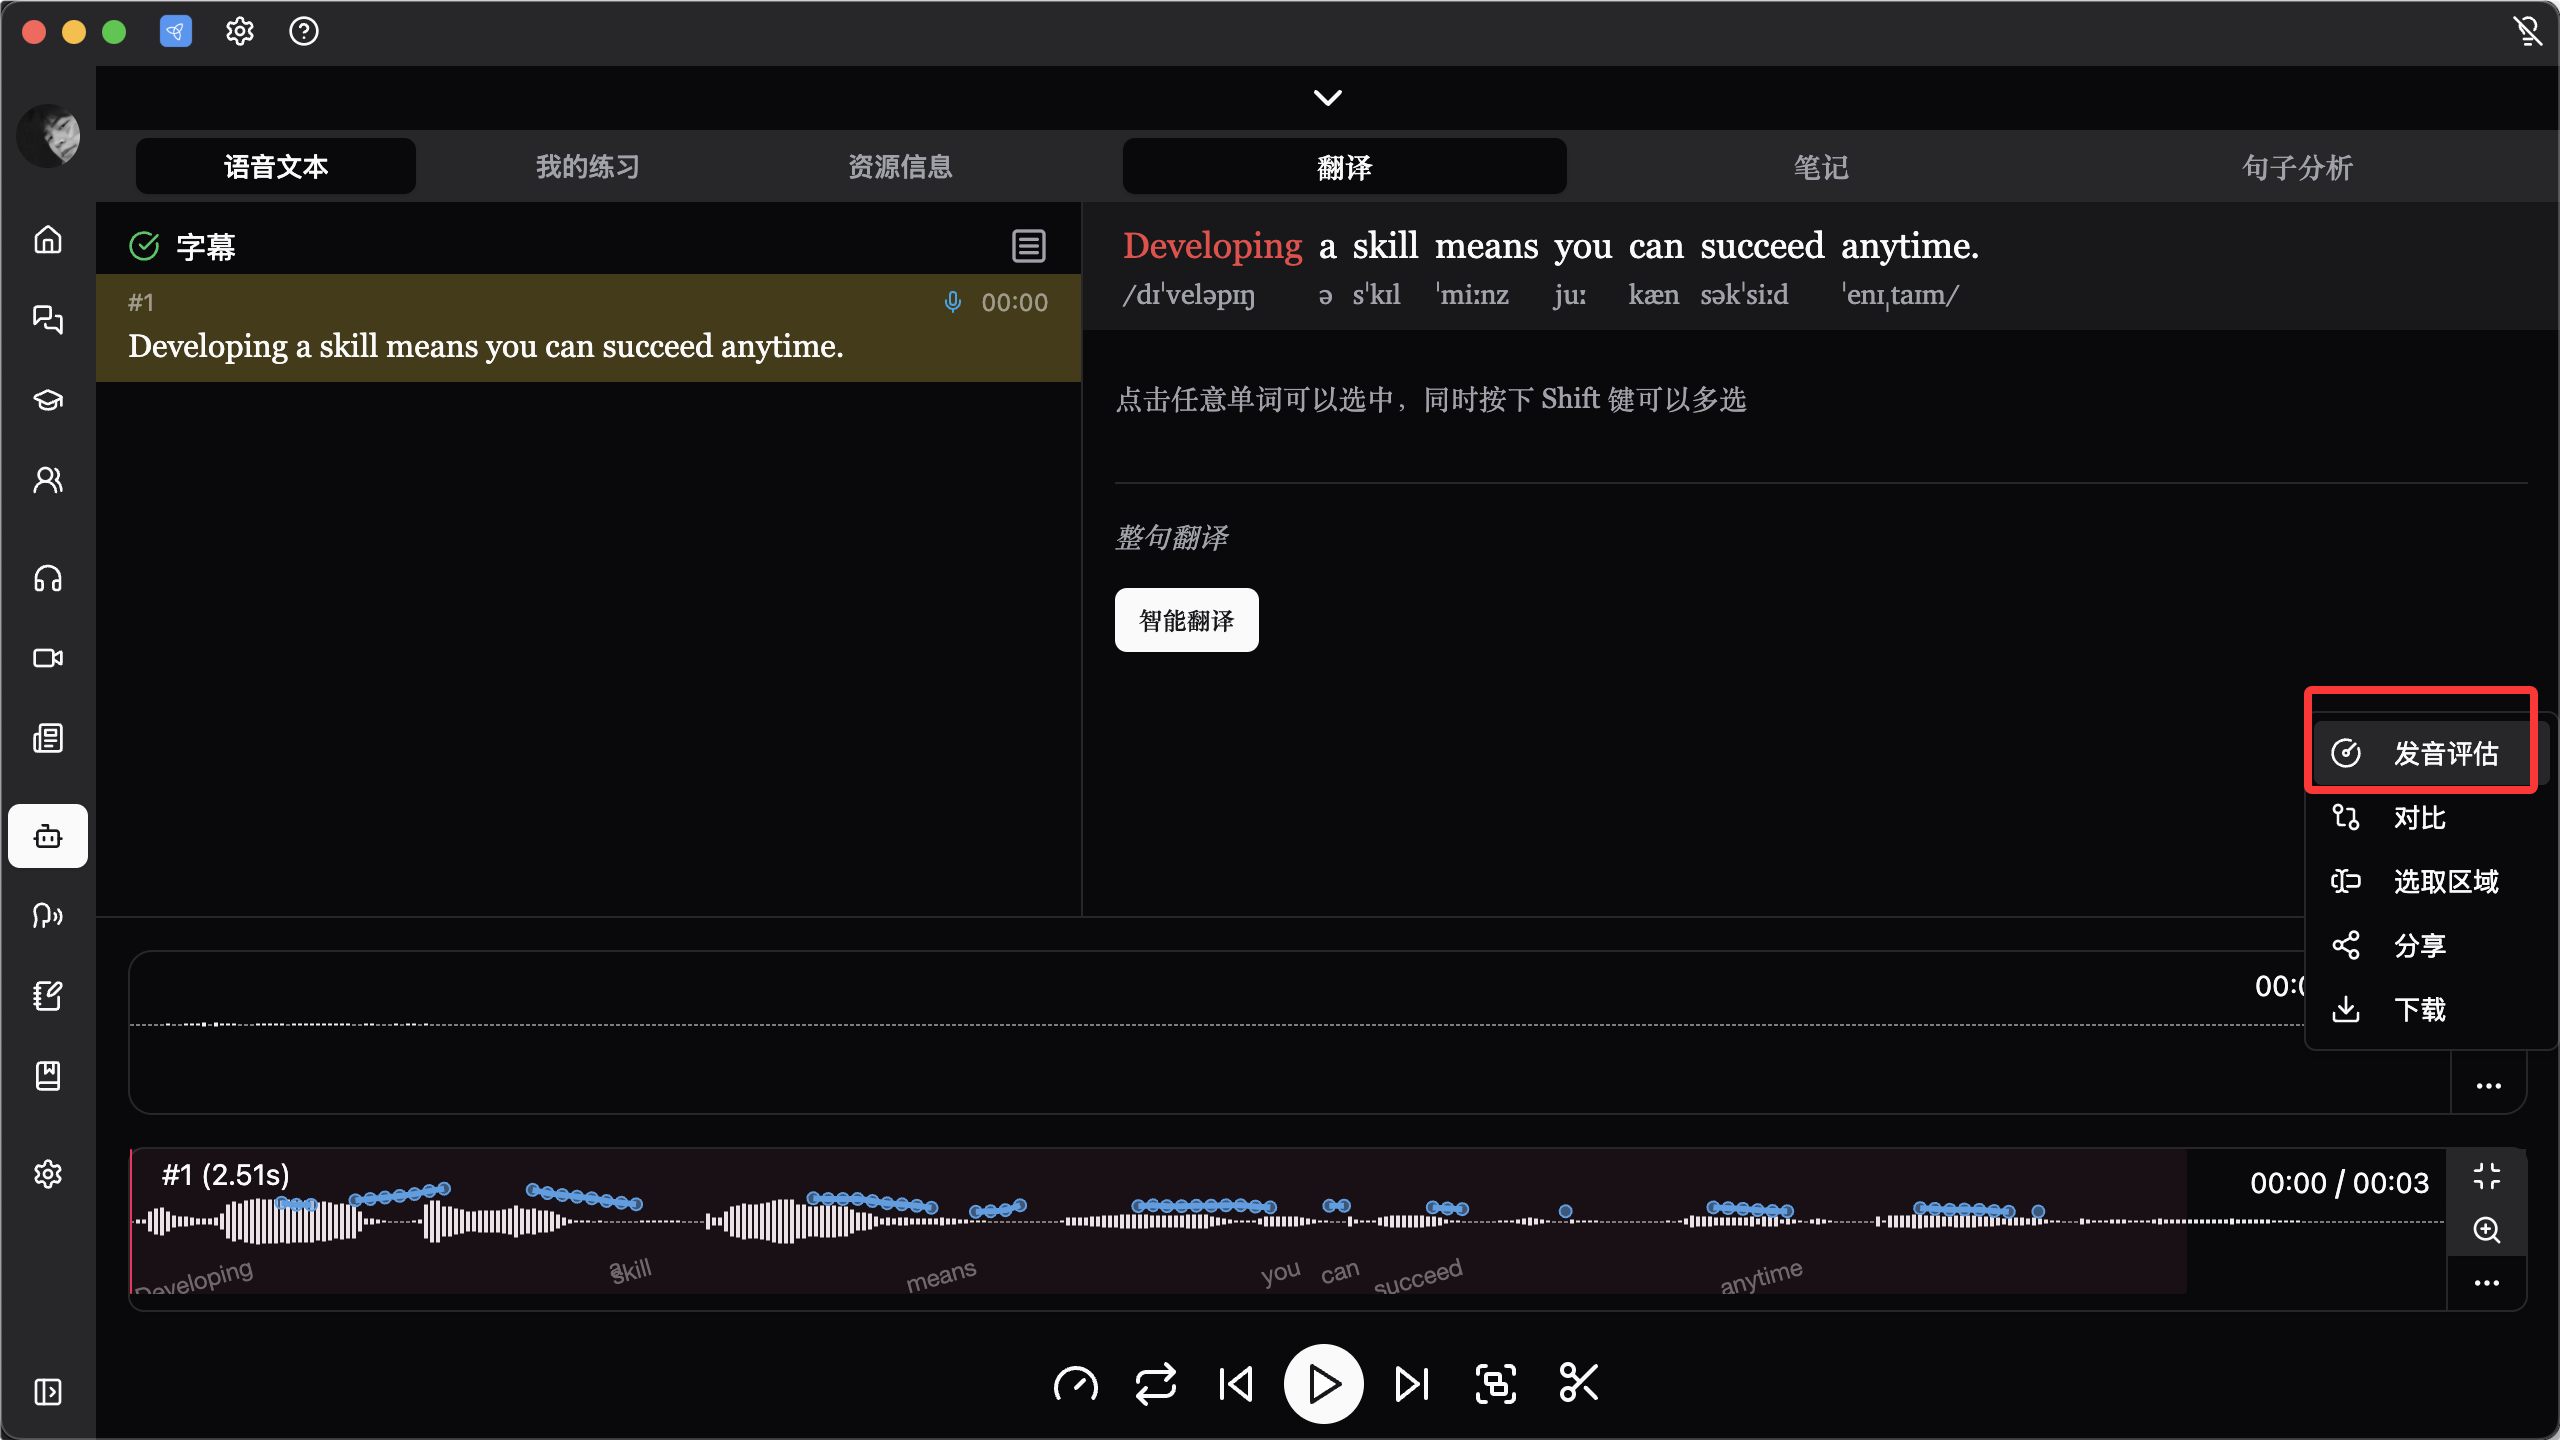 语音文本
我的练习
资源信息
翻译
笔记
句子分析
字幕
#1
00:00
Developing a skill means you can succeed anytime.
Developing a skill means you can succeed anytime.
/dɪˈveləpɪŋ ə sˈkɪl ˈmiːnz juː kæn səkˈsiːd ˈenɪˌtaɪm/
点击任意单词可以选中，同时按下 Shift 键可以多选
整句翻译
智能翻译
发音评估
对比
选取区域
分享
下载
#1 (2.51s)
00:00 / 00:03
Developing
a
skill
means
you
can
succeed
anytime